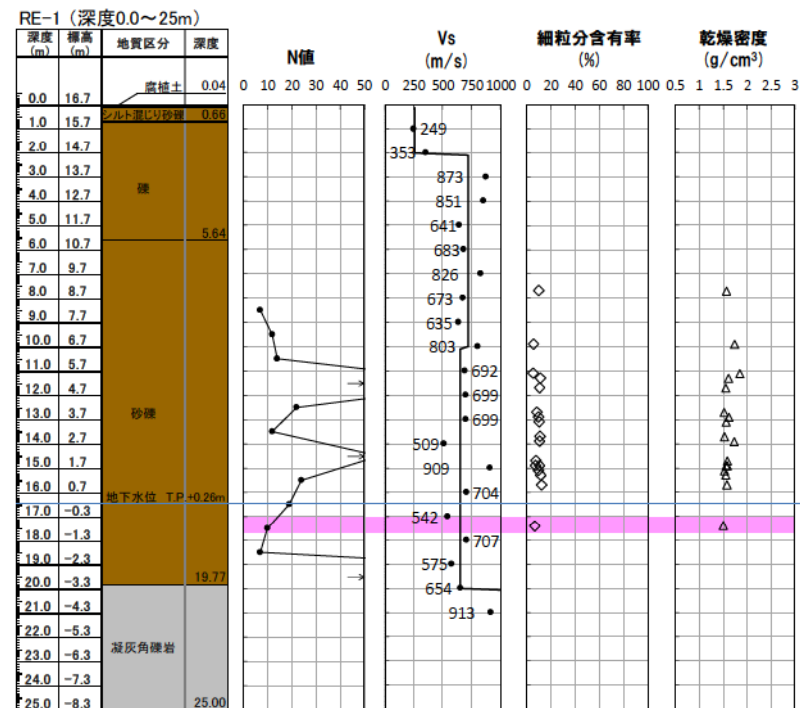 RE-1（深度0.0～25m）
深度(m) 標高(m) 地質区分 深度
N値
Vs (m/s)
細粒分含有率 (%)
乾燥密度 (g/cm³)
0 10 20 30 40 50
0 250 500 750 1000
0 20 40 60 80 100
0.5 1 1.5 2 2.5 3
腐植土 0.04
0.0 16.7
シルト混じり砂礫 0.66
1.0 15.7 249
2.0 14.7 353
3.0 13.7 873
礫
4.0 12.7 851
5.0 11.7 641
5.64
6.0 10.7 683
7.0 9.7 826
8.0 8.7 673
9.0 7.7 635
10.0 6.7 803
11.0 5.7 692
12.0 4.7 699
砂礫
13.0 3.7 699
14.0 2.7 509
15.0 1.7 909
16.0 0.7 704
地下水位 T.P.+0.26m
17.0 -0.3 542
18.0 -1.3 707
19.0 -2.3 575
19.77
20.0 -3.3 654
21.0 -4.3 913
22.0 -5.3
凝灰角礫岩
23.0 -6.3
24.0 -7.3
25.0 -8.3 25.00